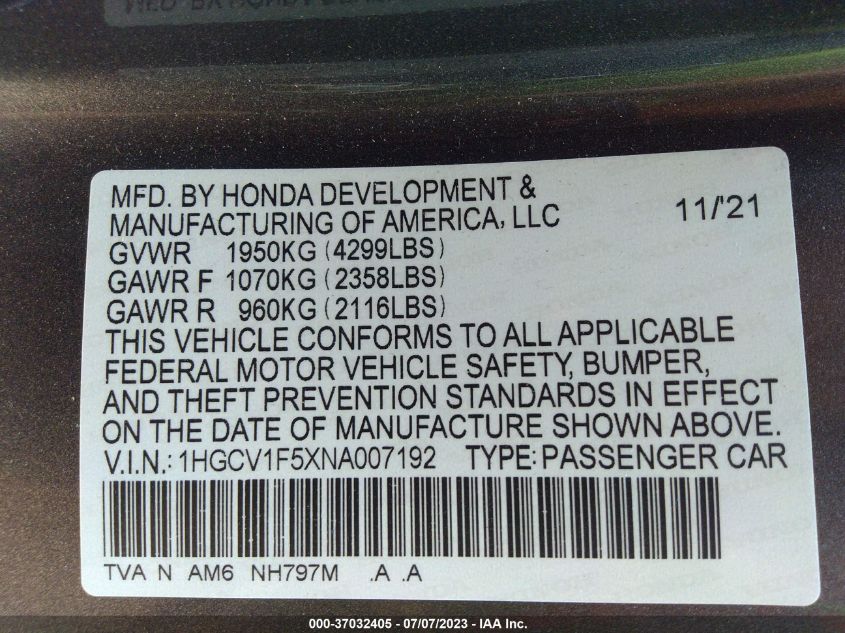 MFD. BY HONDA DEVELOPMENT &
MANUFACTURING OF AMERICA, LLC 11/'21
GVWR 1950KG (4299LBS)
GAWR F 1070KG (2358LBS)
GAWR R 960KG (2116LBS)
THIS VEHICLE CONFORMS TO ALL APPLICABLE
FEDERAL MOTOR VEHICLE SAFETY, BUMPER,
AND THEFT PREVENTION STANDARDS IN EFFECT
ON THE DATE OF MANUFACTURE SHOWN ABOVE.
V.I.N.: 1HGCV1F5XNA007192 TYPE: PASSENGER CAR
TVA N AM6 NH797M .A .A
000-37032405 - 07/07/2023 - IAA Inc.